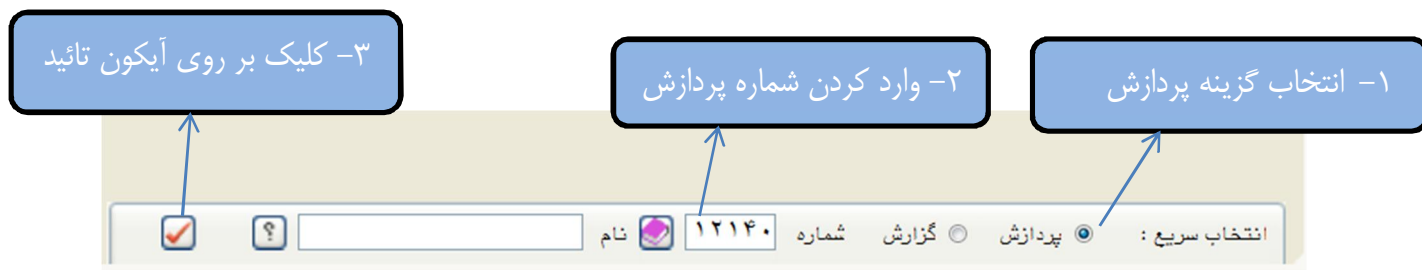 ۱- انتخاب گزینه پردازش
۲- وارد کردن شماره پردازش
۳- کلیک بر روی آیکون تائید
انتخاب سریع : پردازش گزارش شماره ۱۲۱۴۰ نام ؟